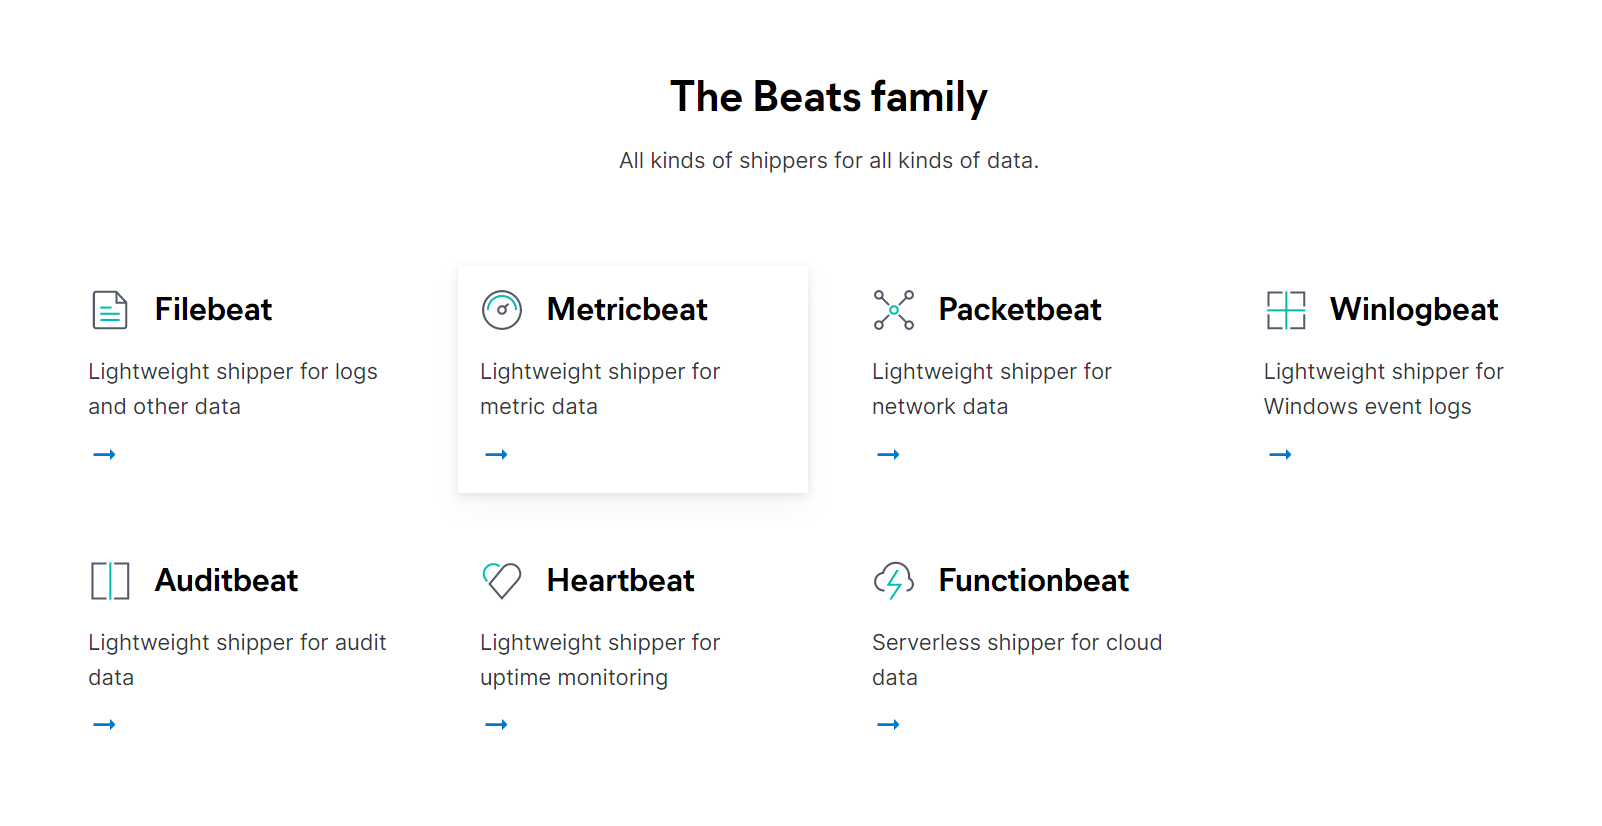 The Beats family
All kinds of shippers for all kinds of data.
Filebeat
Lightweight shipper for logs
and other data
Metricbeat
Lightweight shipper for
metric data
Packetbeat
Lightweight shipper for
network data
Winlogbeat
Lightweight shipper for
Windows event logs
Auditbeat
Lightweight shipper for audit
data
Heartbeat
Lightweight shipper for
uptime monitoring
Functionbeat
Serverless shipper for cloud
data